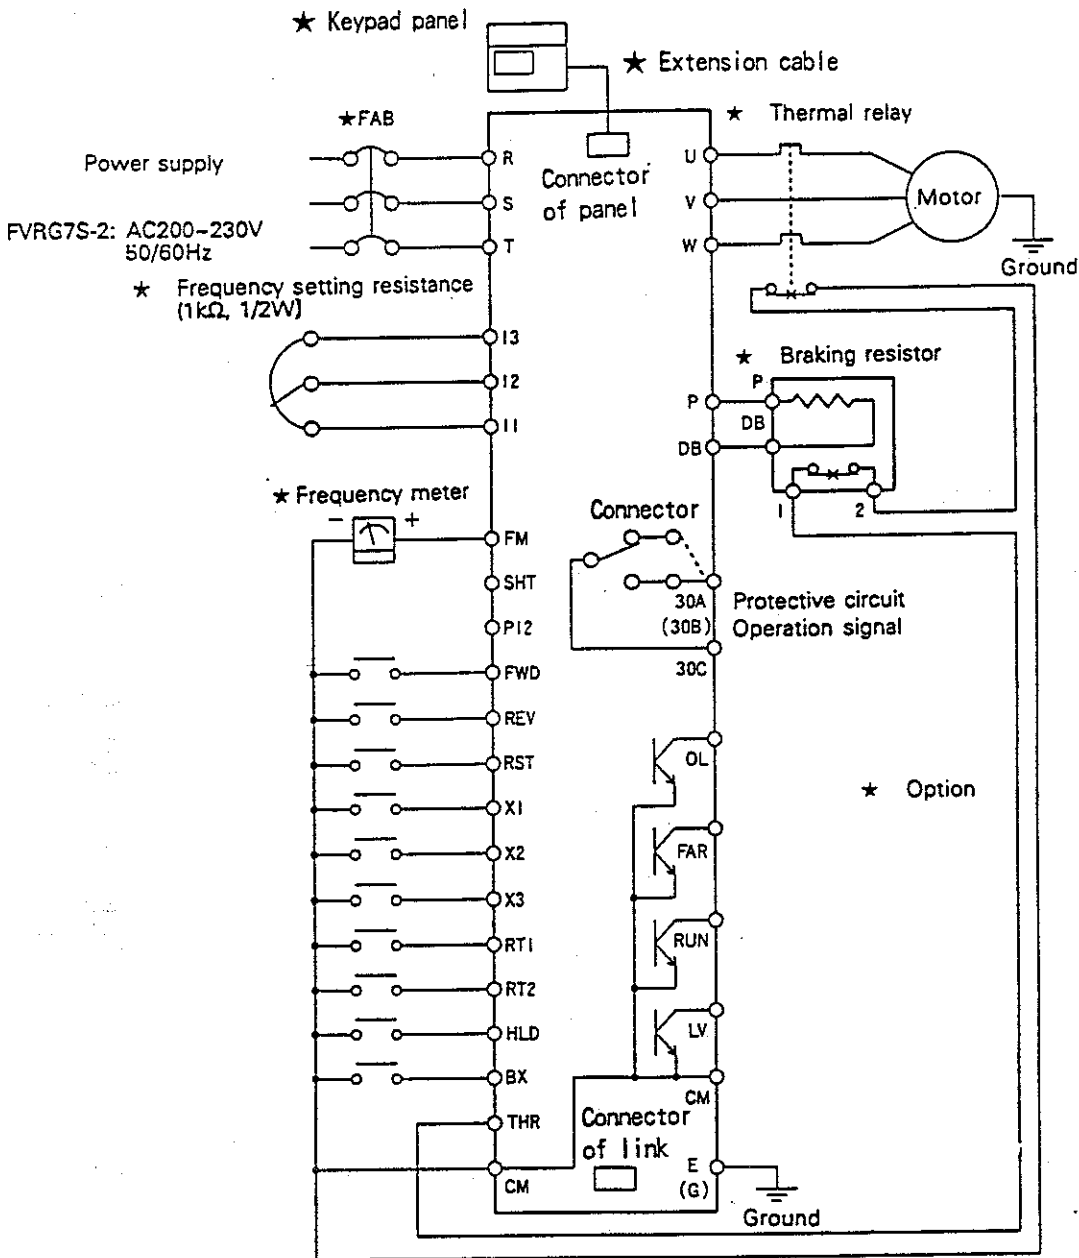 ★ Keypad panel
★ Extension cable
★FAB
★ Thermal relay
Power supply
R
U
Connector
of panel
Motor
S
V
FVRG7S-2: AC200~230V
50/60Hz
T
W
Ground
★ Frequency setting resistance
(1kΩ, 1/2W)
13
★ Braking resistor
12
P
P
11
DB
DB
★ Frequency meter
- +
1
2
Connector
FM
SHT
30A
(30B)
Protective circuit
Operation signal
P12
FWD
30C
REV
OL
RST
★ Option
X1
X2
FAR
X3
RT1
RUN
RT2
HLD
LV
BX
CM
THR
Connector
of link
CM
E
(G)
Ground